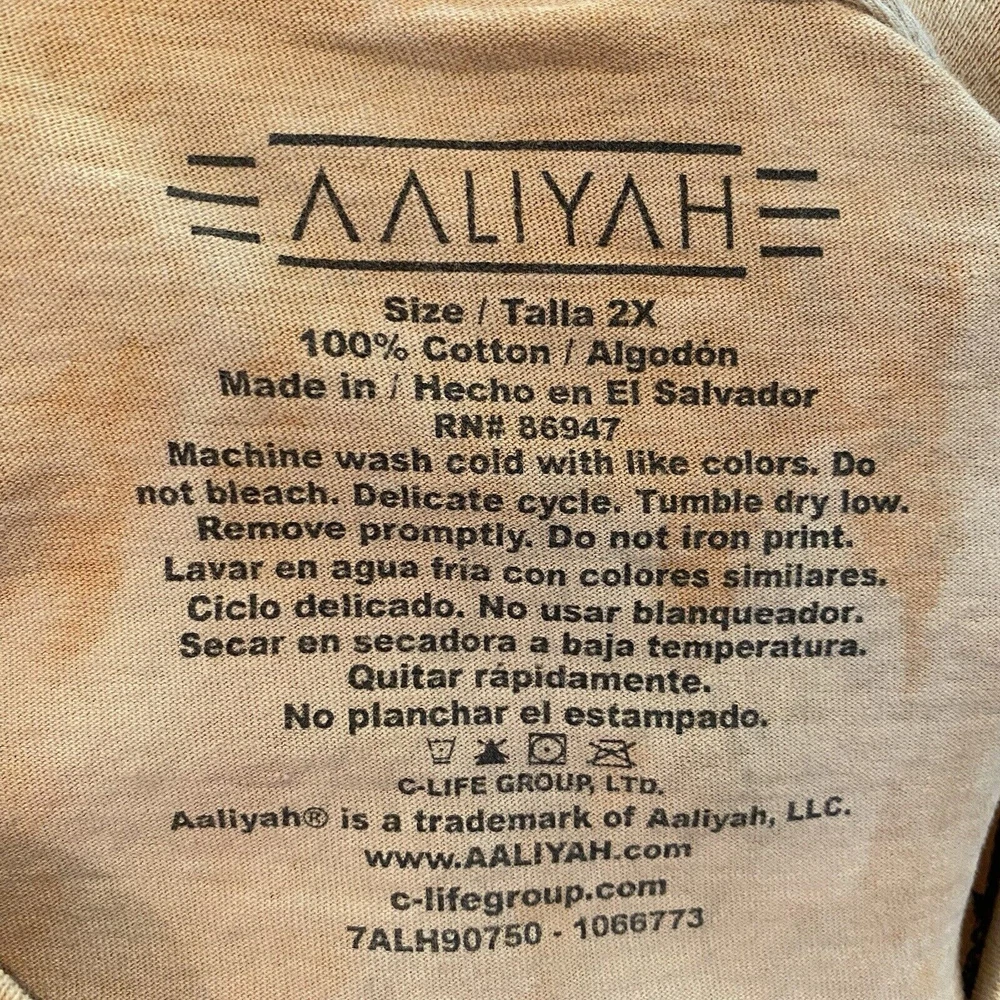 AALIYAH
Size / Talla 2X
100% Cotton / Algodón
Made in / Hecho en El Salvador
RN# 86947
Machine wash cold with like colors. Do
not bleach. Delicate cycle. Tumble dry low.
Remove promptly. Do not iron print.
Lavar en agua fría con colores similares.
Ciclo delicado. No usar blanqueador.
Secar en secadora a baja temperatura.
Quitar rápidamente.
No planchar el estampado.
C-LIFE GROUP, LTD.
Aaliyah® is a trademark of Aaliyah, LLC.
www.AALIYAH.com
c-lifegroup.com
7ALH90750 - 1066773